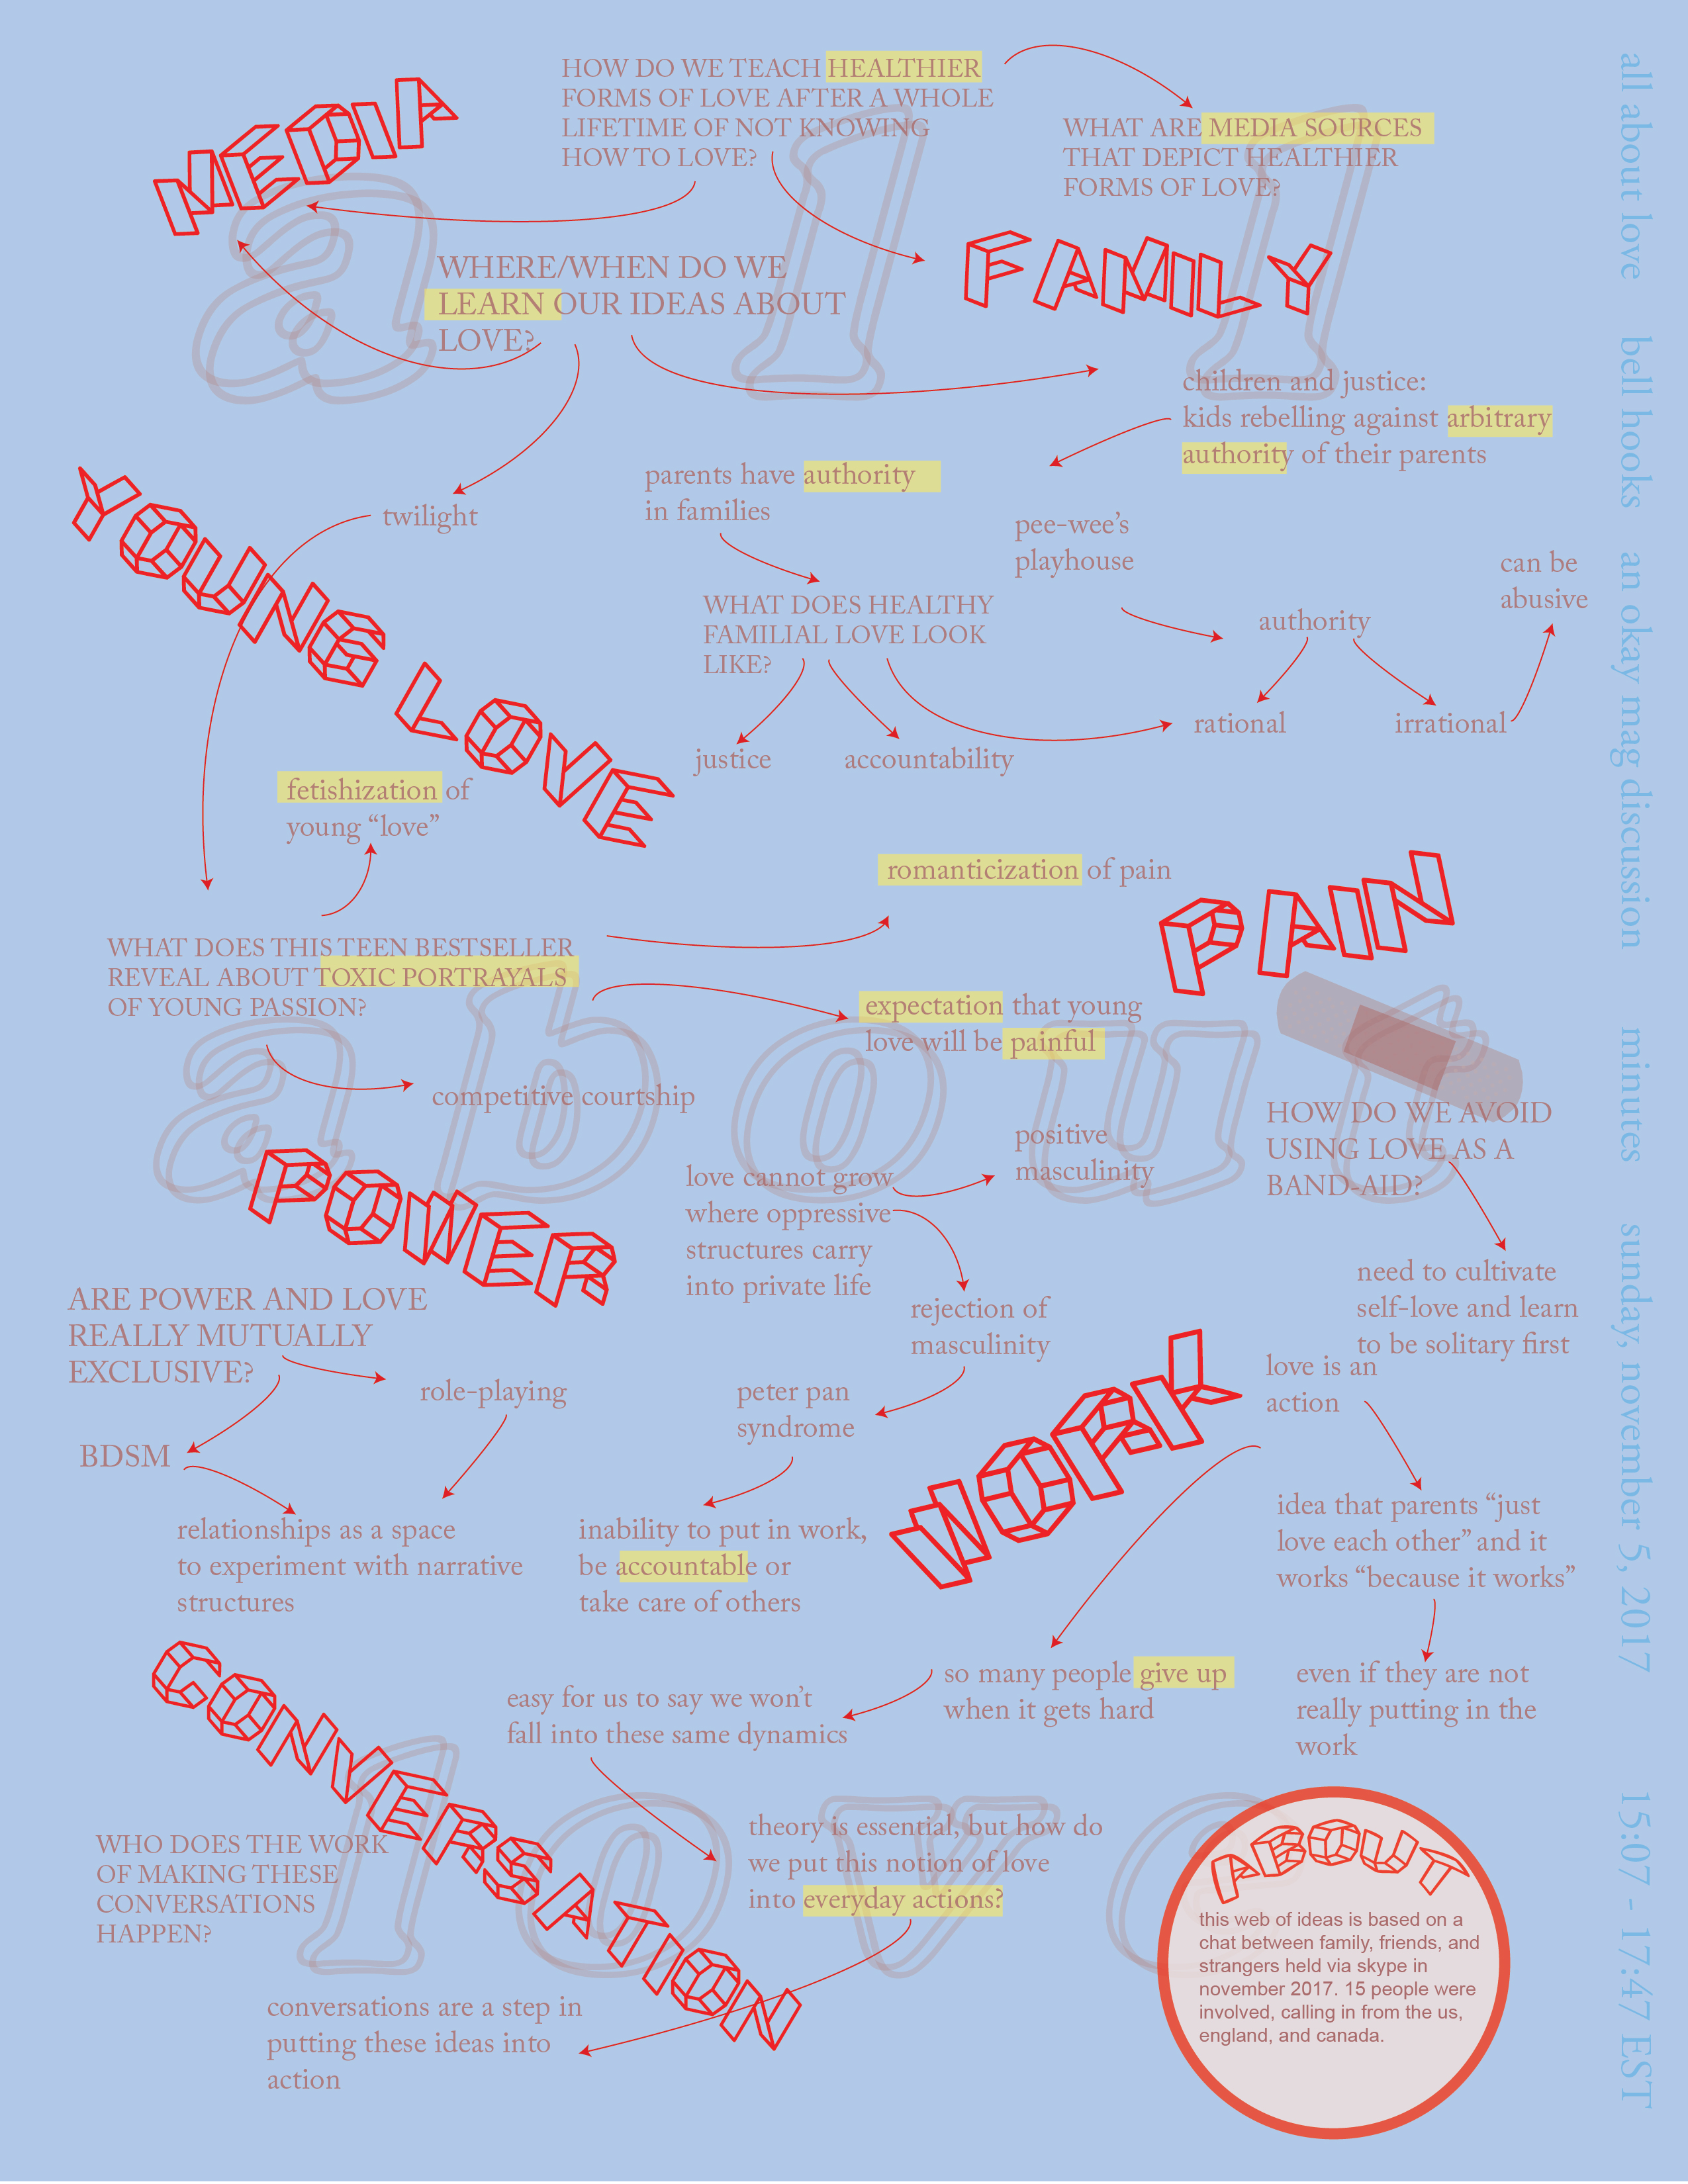 MEDIA
HOW DO WE TEACH HEALTHIER
FORMS OF LOVE AFTER A WHOLE
LIFETIME OF NOT KNOWING
HOW TO LOVE?
WHAT ARE MEDIA SOURCES
THAT DEPICT HEALTHIER
FORMS OF LOVE?
all
WHERE/WHEN DO WE
LEARN OUR IDEAS ABOUT
LOVE?
FAMILY
children and justice:
kids rebelling against arbitrary
authority of their parents
parents have authority
in families
twilight
pee-wee's
playhouse
YOUNG LOVE
WHAT DOES HEALTHY
FAMILIAL LOVE LOOK
LIKE?
authority
can be
abusive
rational
irrational
justice
accountability
fetishization of
young “love”
romanticization of pain
PAIN
WHAT DOES THIS TEEN BESTSELLER
REVEAL ABOUT TOXIC PORTRAYALS
OF YOUNG PASSION?
expectation that young
love will be painful
about
competitive courtship
HOW DO WE AVOID
USING LOVE AS A
BAND-AID?
positive
masculinity
love cannot grow
where oppressive
structures carry
into private life
POWER
rejection of
masculinity
need to cultivate
self-love and learn
to be solitary first
ARE POWER AND LOVE
REALLY MUTUALLY
EXCLUSIVE?
role-playing
peter pan
syndrome
WORK
love is an
action
BDSM
relationships as a space
to experiment with narrative
structures
inability to put in work,
be accountable or
take care of others
idea that parents “just
love each other” and it
works “because it works”
CONVERSATION
easy for us to say we won't
fall into these same dynamics
so many people give up
when it gets hard
even if they are not
really putting in the
work
love
WHO DOES THE WORK
OF MAKING THESE
CONVERSATIONS
HAPPEN?
theory is essential, but how do
we put this notion of love
into everyday actions?
conversations are a step in
putting these ideas into
action
ABOUT
this web of ideas is based on a
chat between family, friends, and
strangers held via skype in
november 2017. 15 people were
involved, calling in from the us,
england, and canada.
all about love bell hooks an okay mag discussion minutes sunday, november 5, 2017 15:07 - 17:47 EST